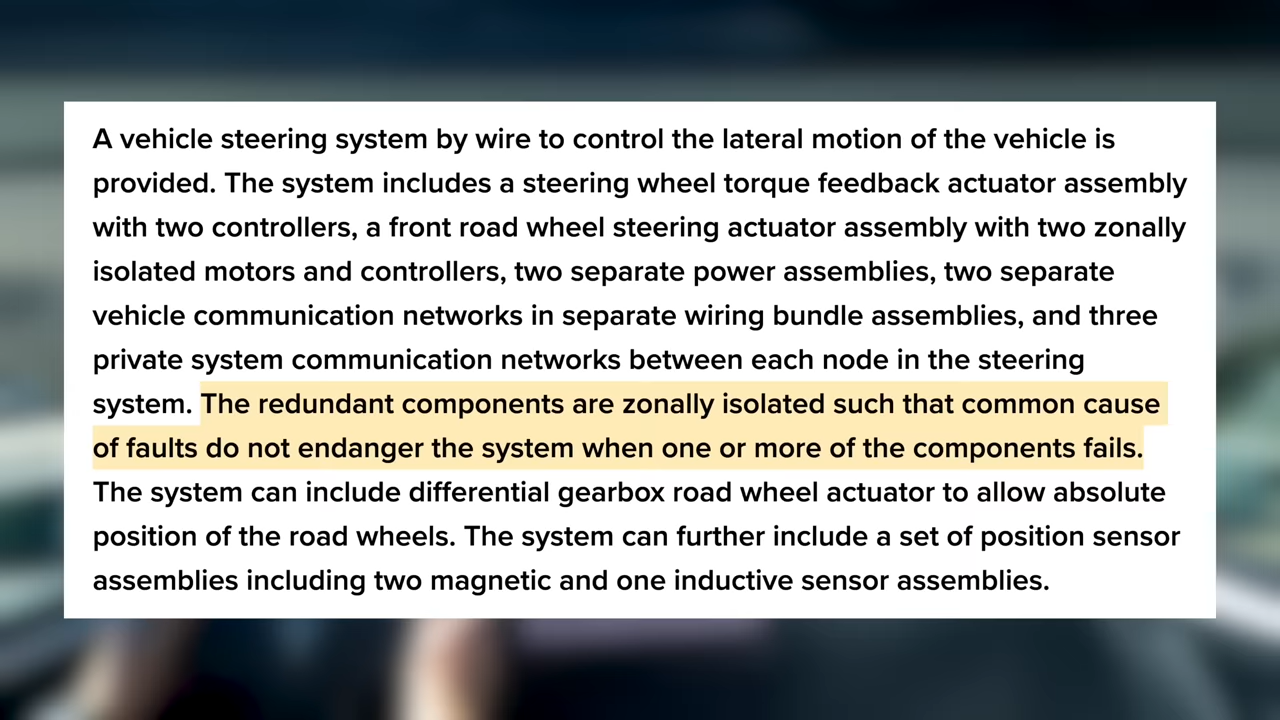 A vehicle steering system by wire to control the lateral motion of the vehicle is
provided. The system includes a steering wheel torque feedback actuator assembly
with two controllers, a front road wheel steering actuator assembly with two zonally
isolated motors and controllers, two separate power assemblies, two separate
vehicle communication networks in separate wiring bundle assemblies, and three
private system communication networks between each node in the steering
system. The redundant components are zonally isolated such that common cause
of faults do not endanger the system when one or more of the components fails.
The system can include differential gearbox road wheel actuator to allow absolute
position of the road wheels. The system can further include a set of position sensor
assemblies including two magnetic and one inductive sensor assemblies.